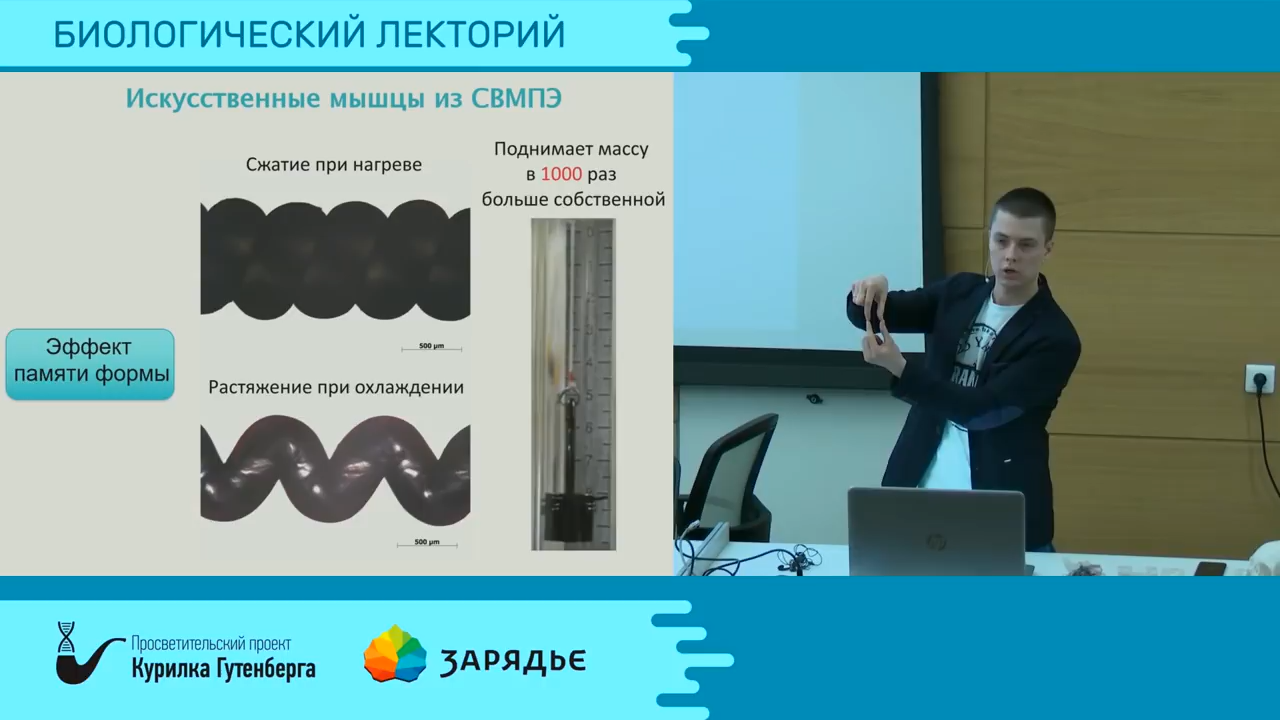 БИОЛОГИЧЕСКИЙ ЛЕКТОРИЙ
Искусственные мышцы из СВМПЭ
Сжатие при нагреве
500 µm
Поднимает массу
в 1000 раз
больше собственной
Эффект
памяти формы
Растяжение при охлаждении
500 µm
Просветительский проект
Курилка Гутенберга
ЗАРЯДЬЕ